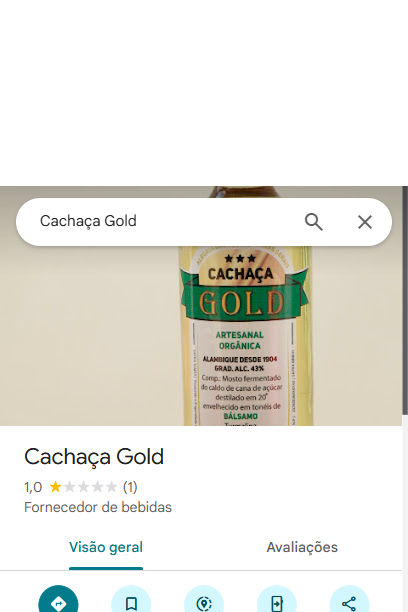 Cachaça Gold
CACHAÇA
GOLD
ARTESANAL
ORGÂNICA
ALAMBIQUE DESDE 1904
GRAD. ALC. 43%
Comp.: Mosto fermentado
do caldo de cana de açúcar
destilado em 20°
envelhecido em tonéis de
BÁLSAMO
Cachaça Gold
1,0 (1)
Fornecedor de bebidas
Visão geral Avaliações